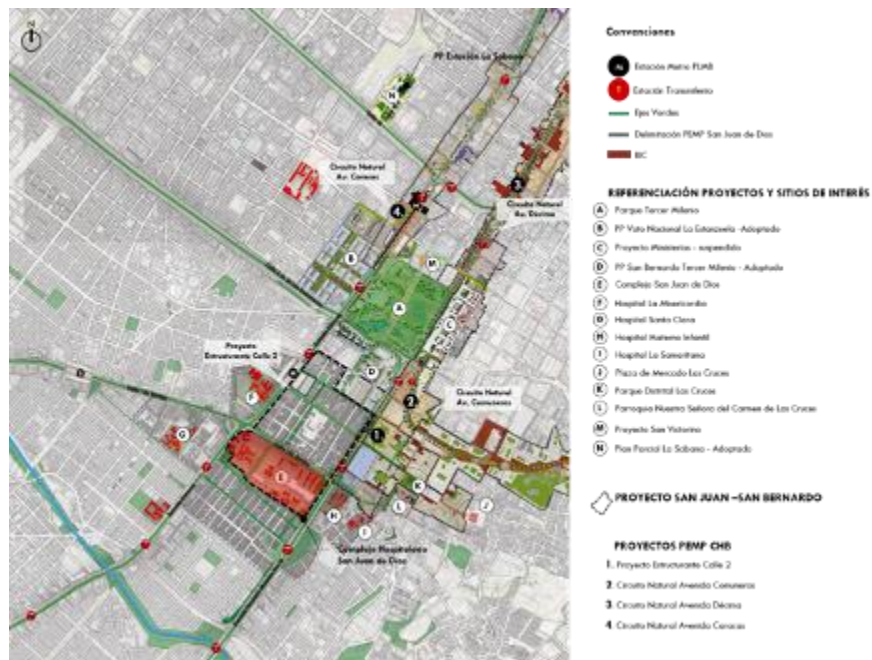 N
PP Estación La Sabana
N
Circuito Natural
Av. Caracas
3.
Circuito Natural
Av. Décima
4.
B
M
A
C
Proyecto
Estructurante Calle 2
D
Circuito Natural
Av. Comuneros
F
2.
G
1.
E
K
L
J
H
I
Complejo Hospitalario
San Juan de Dios
Convenciones
Estación Metro PLMB
Estación Transmilenio
Ejes Verdes
Delimitación PEMP San Juan de Dios
BIC
REFERENCIACIÓN PROYECTOS Y SITIOS DE INTERÉS
A Parque Tercer Milenio
B PP Voto Nacional La Estanzuela -Adoptado
C Proyecto Ministerios - suspendido
D PP San Bernardo Tercer Milenio - Adoptado
E Complejo San Juan de Dios
F Hospital La Misericordia
G Hospital Santa Clara
H Hospital Materno Infantil
I Hospital La Samaritana
J Plaza de Mercado Las Cruces
K Parque Distrital Las Cruces
L Parroquia Nuestra Señora del Carmen de Las Cruces
M Proyecto San Victorino
N Plan Parcial La Sabana - Adoptado
PROYECTO SAN JUAN –SAN BERNARDO
PROYECTOS PEMP CHB
1. Proyecto Estructurante Calle 2
2. Circuito Natural Avenida Comuneros
3. Circuito Natural Avenida Décima
4. Circuito Natural Avenida Caracas